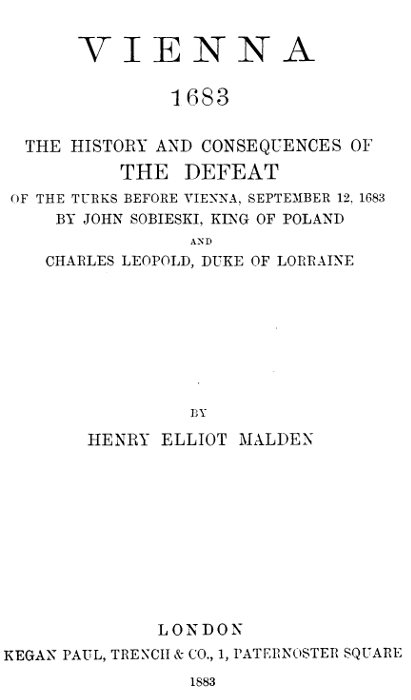 VIENNA
1683
THE HISTORY AND CONSEQUENCES OF
THE DEFEAT
OF THE TURKS BEFORE VIENNA, SEPTEMBER 12, 1683
BY JOHN SOBIESKI, KING OF POLAND
AND
CHARLES LEOPOLD, DUKE OF LORRAINE
BY
HENRY ELLIOT MALDEN
LONDON
KEGAN PAUL, TRENCH & CO., 1, PATERNOSTER SQUARE
1883